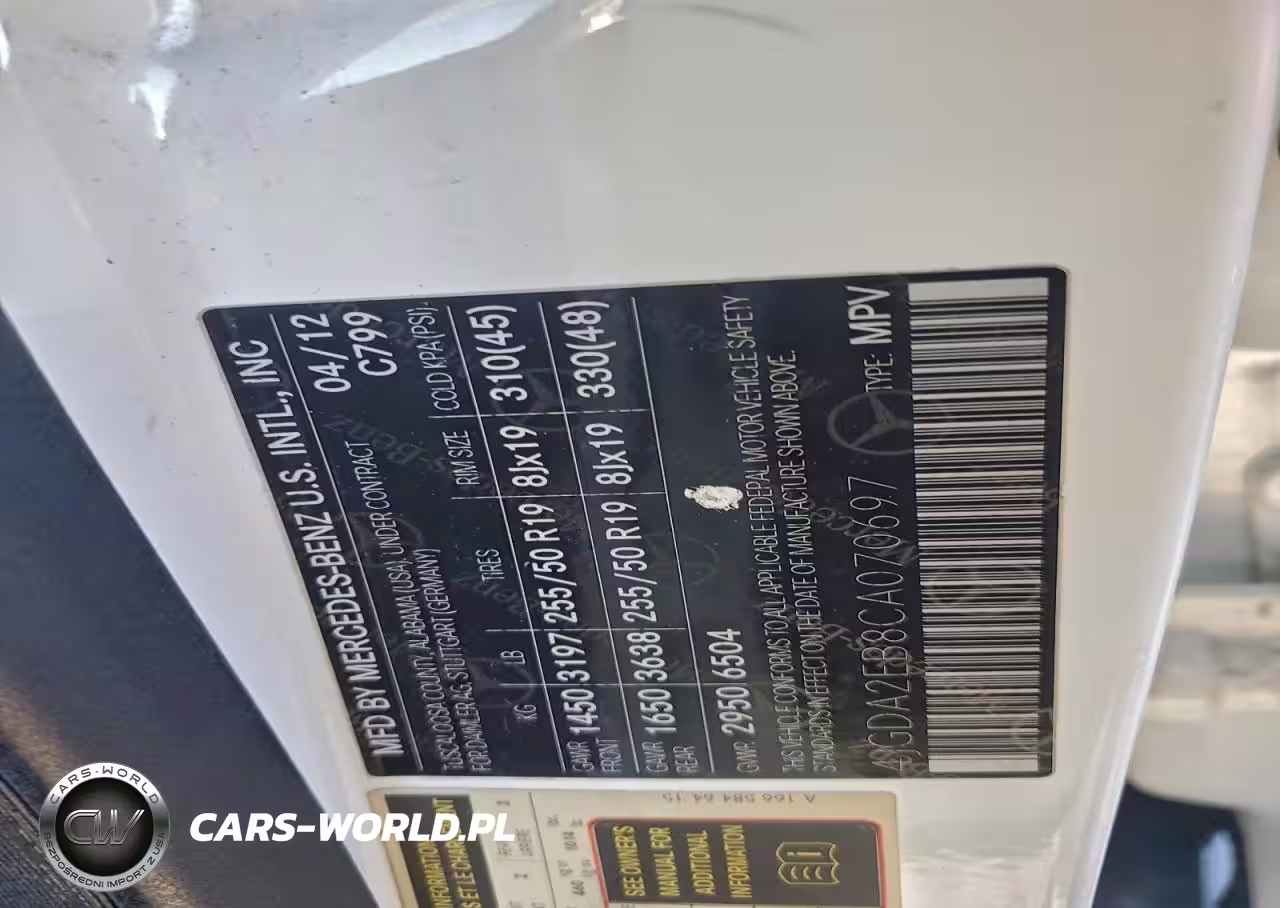 MFD BY MERCEDES-BENZ U.S. INTL., INC
TUSCALOOSA COUNTY, ALABAMA (USA), UNDER CONTRACT 04/12
FOR DAIMLER AG STUTTGART (GERMANY) C799
KG LB TIRES RIM SIZE COLD KPA (PSI)
GAWR FRONT 1450 3197 255/50 R19 8Jx19 310(45)
GAWR REAR 1650 3638 255/50 R19 8Jx19 330(48)
GVWR 2950 6504
THIS VEHICLE CONFORMS TO ALL APPLICABLE FEDERAL MOTOR VEHICLE SAFETY
STANDARDS IN EFFECT ON THE DATE OF MANUFACTURE SHOWN ABOVE.
4JGDA2EB8CA070697 TYPE: MPV
A 166 584 64 15
INFORMATION
SEE OWNER'S
MANUAL FOR
ADDITIONAL
INFORMATION
CARS-WORLD
CW
BEZPOŚREDNI IMPORT Z USA
CARS-WORLD.PL